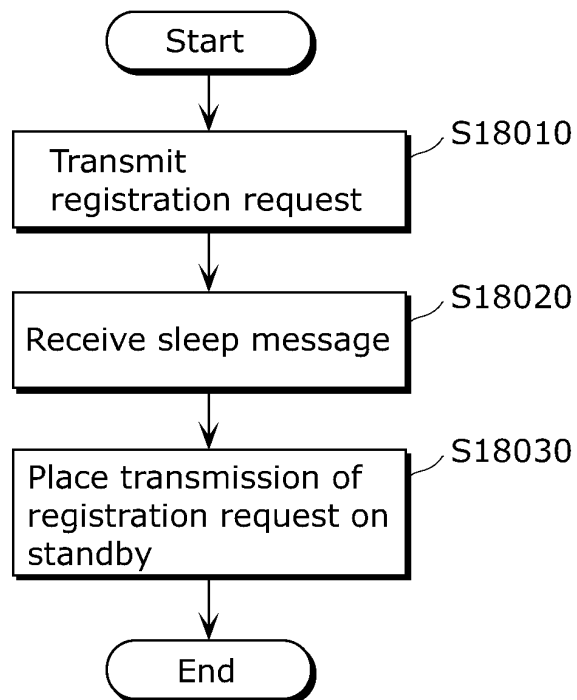 Start
S18010
Transmit
registration request
S18020
Receive sleep message
S18030
Place transmission of
registration request on
standby
End